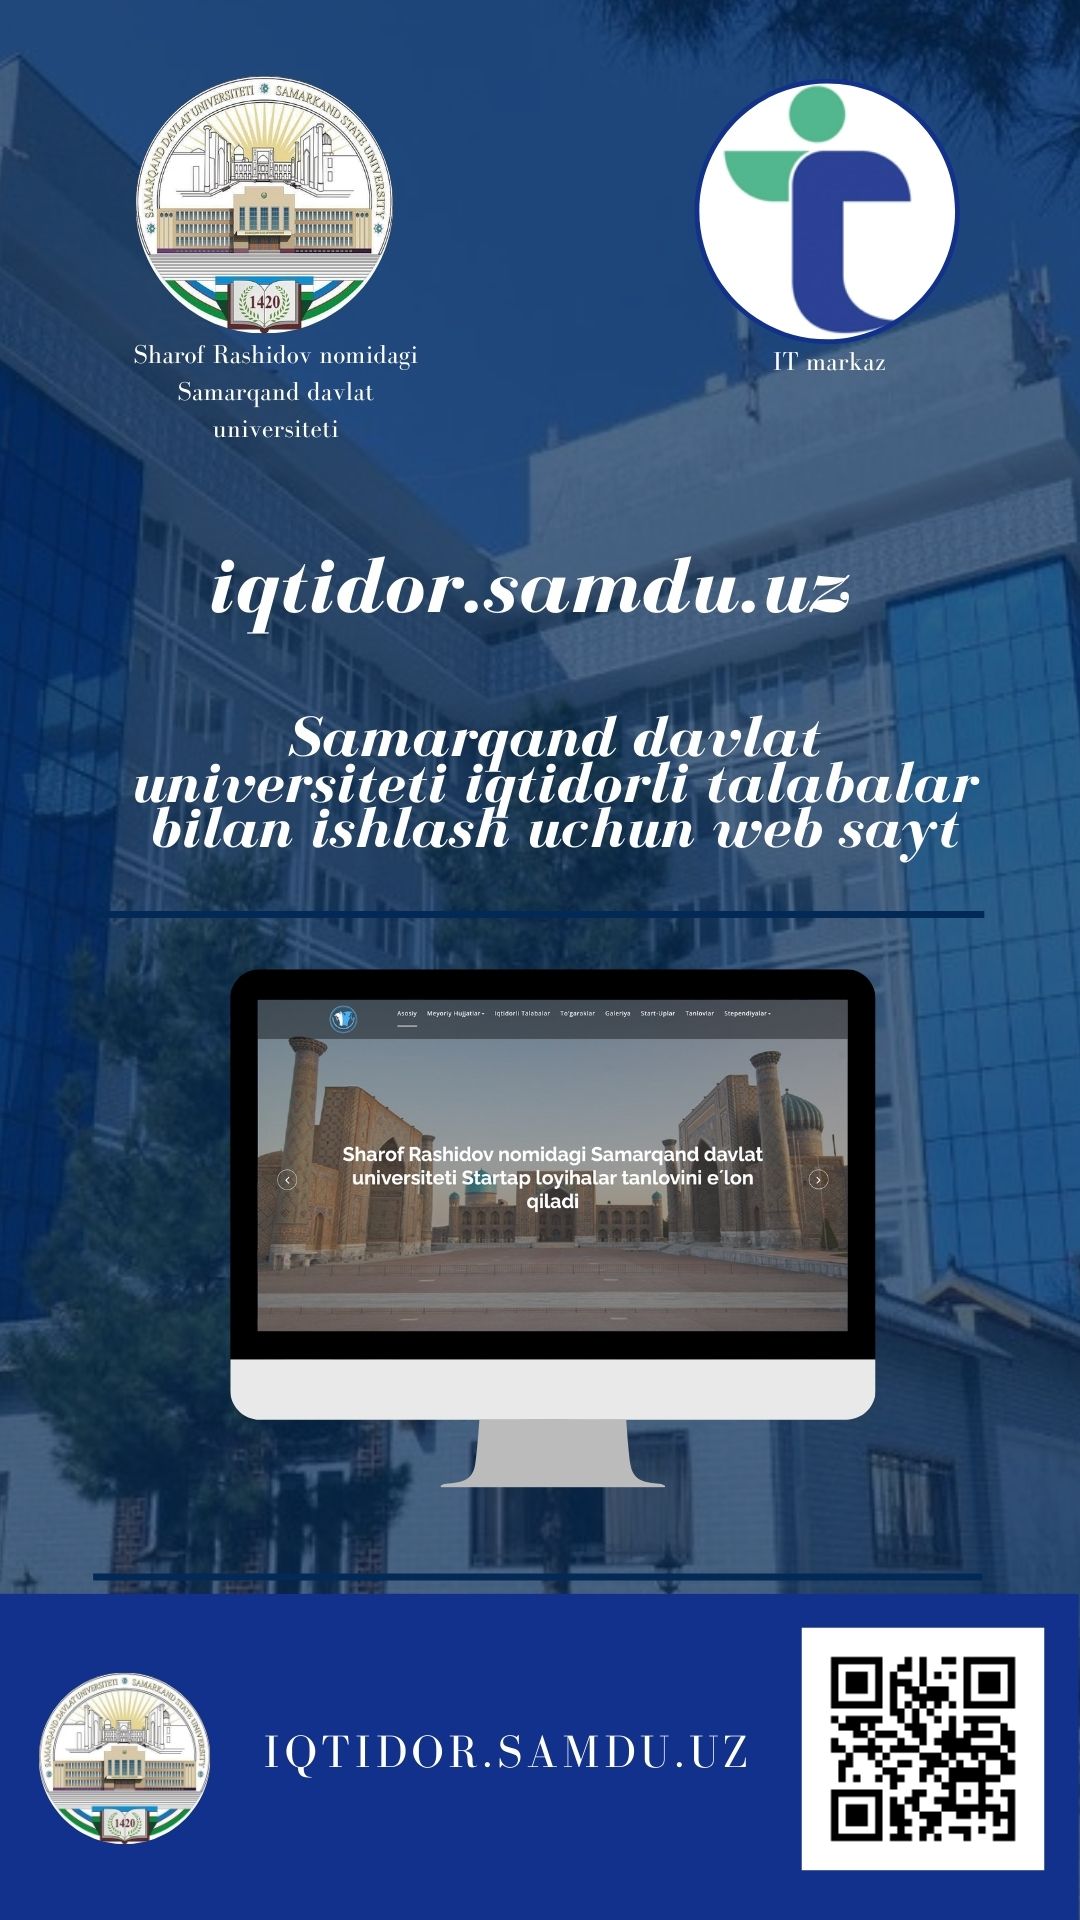 SAMARQAND DAVLAT UNIVERSITETI ❋ SAMARKAND STATE UNIVERSITY
1420
Sharof Rashidov nomidagi
Samarqand davlat
universiteti
IT markaz
iqtidor.samdu.uz
Samarqand davlat
universiteti iqtidorli talabalar
bilan ishlash uchun web sayt
Asosiy Meyoriy Hujjatlar Iqtidorli Talabalar To'garaklar Galeriya Start-Uplar Tanlovlar Stependiyalar
Sharof Rashidov nomidagi Samarqand davlat
universiteti Startap loyihalar tanlovini e´lon
qiladi
SAMARQAND DAVLAT UNIVERSITETI ❋ SAMARKAND STATE UNIVERSITY
1420
IQTIDOR.SAMDU.UZ